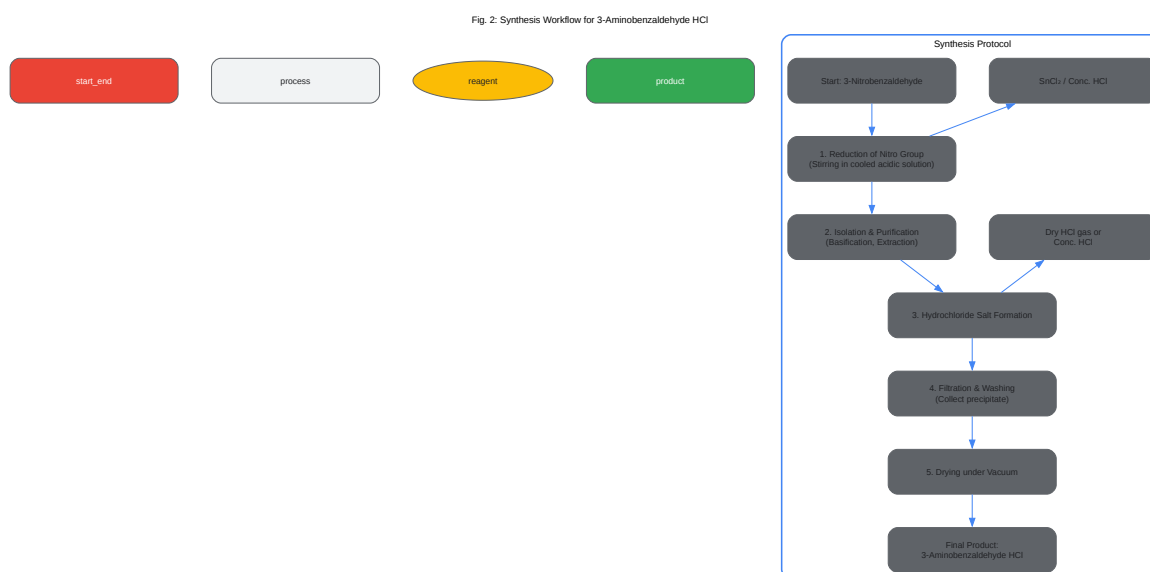 Fig. 2: Synthesis Workflow for 3-Aminobenzaldehyde HCl
start_end
process
reagent
product
Synthesis Protocol
Start: 3-Nitrobenzaldehyde
SnCl₂ / Conc. HCl
1. Reduction of Nitro Group
(Stirring in cooled acidic solution)
2. Isolation & Purification
(Basification, Extraction)
Dry HCl gas or
Conc. HCl
3. Hydrochloride Salt Formation
4. Filtration & Washing
(Collect precipitate)
5. Drying under Vacuum
Final Product:
3-Aminobenzaldehyde HCl